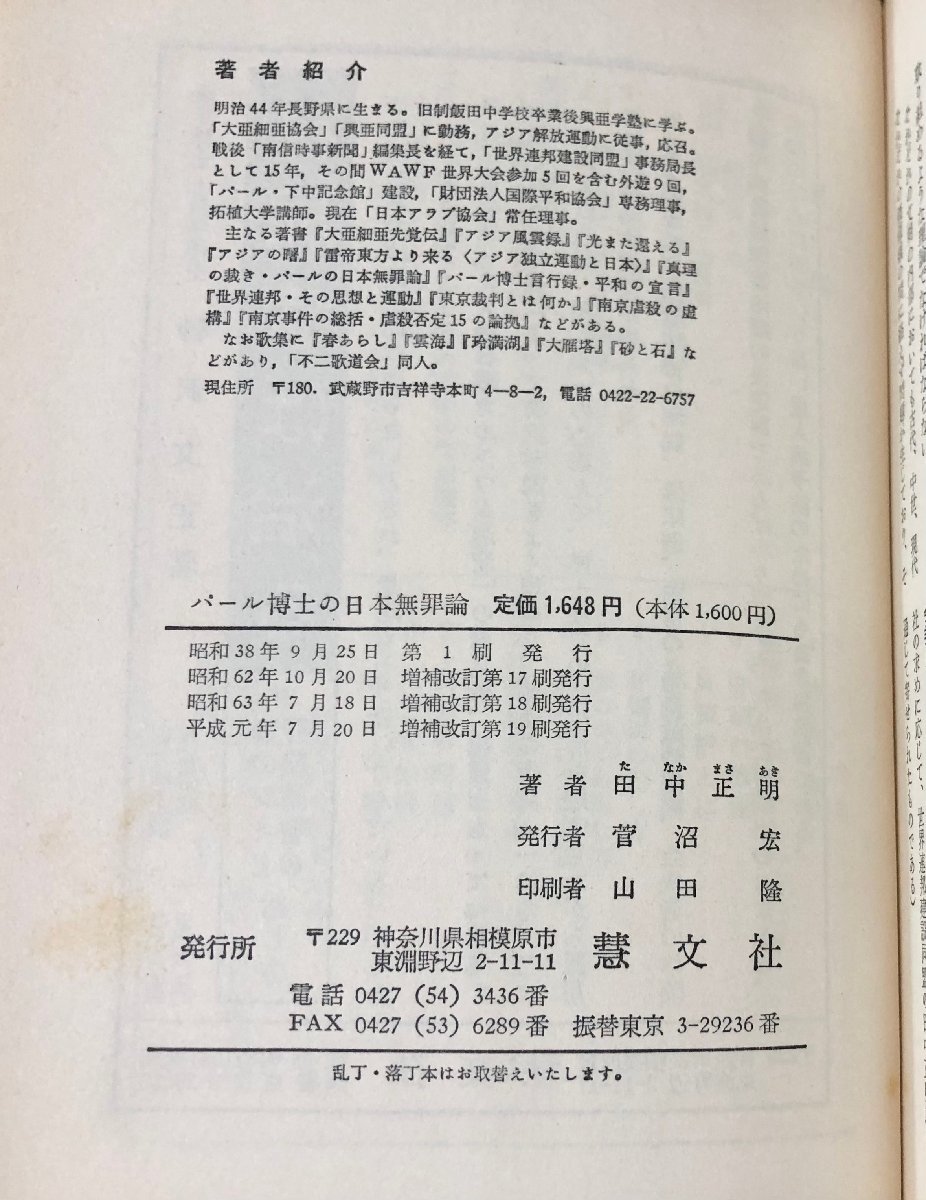 著者紹介
明治44年長野県に生まる。旧制飯田中学校卒業後興亜学塾に学ぶ。
「大亜細亜協会」「興亜同盟」に勤務，アジア解放運動に従事，応召。
戦後「南信時事新聞」編集長を経て，「世界連邦建設同盟」事務局長
として15年，その間WAWF世界大会参加5回を含む外遊9回，
「パール・下中記念館」建設，「財団法人国際平和協会」専務理事，
拓植大学講師。現在「日本アラブ協会」常任理事。
主なる著書『大亜細亜先覚伝』『アジア風雲録』『光また還える』
『アジアの曙』『雷帝東方より来る〈アジア独立運動と日本〉』『真理
の裁き・パールの日本無罪論』『パール博士言行録・平和の宣言』
『世界連邦・その思想と運動』『東京裁判とは何か』『南京虐殺の虚
構』『南京事件の総括・虐殺否定15の論拠』などがある。
なお歌集に『春あらし』『雲海』『玲満湖』『大雁塔』『砂と石』な
どがあり，「不二歌道会」同人。
現住所 〒180. 武蔵野市吉祥寺本町4―8―2，電話 0422-22-6757
パール博士の日本無罪論 定価1,648円（本体1,600円）
昭和38年9月25日 第1刷発行
昭和62年10月20日 増補改訂第17刷発行
昭和63年7月18日 増補改訂第18刷発行
平成元年7月20日 増補改訂第19刷発行
た なか まさ あき
著者 田中正明
発行者 菅沼宏
印刷者 山田隆
発行所 〒229 神奈川県相模原市東淵野辺 2-11-11 慧文社
電話 0427 (54) 3436番
FAX 0427 (53) 6289番 振替東京 3-29236番
乱丁・落丁本はお取替えいたします。